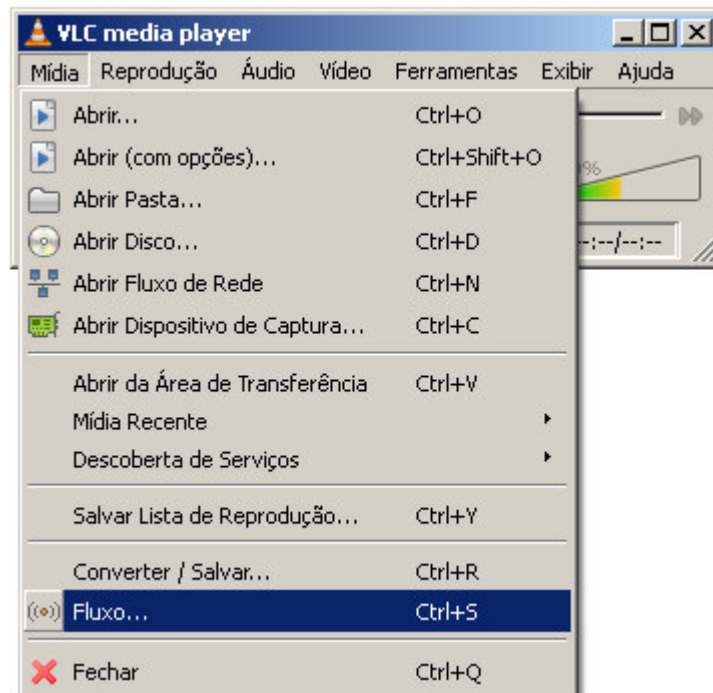 VLC media player
Mídia Reprodução Áudio Vídeo Ferramentas Exibir Ajuda
Abrir... Ctrl+O
Abrir (com opções)... Ctrl+Shift+O
Abrir Pasta... Ctrl+F
Abrir Disco... Ctrl+D
--:--/--:--
Abrir Fluxo de Rede Ctrl+N
Abrir Dispositivo de Captura... Ctrl+C
Abrir da Área de Transferência Ctrl+V
Mídia Recente
Descoberta de Serviços
Salvar Lista de Reprodução... Ctrl+Y
Converter / Salvar... Ctrl+R
Fluxo... Ctrl+S
Fechar Ctrl+Q